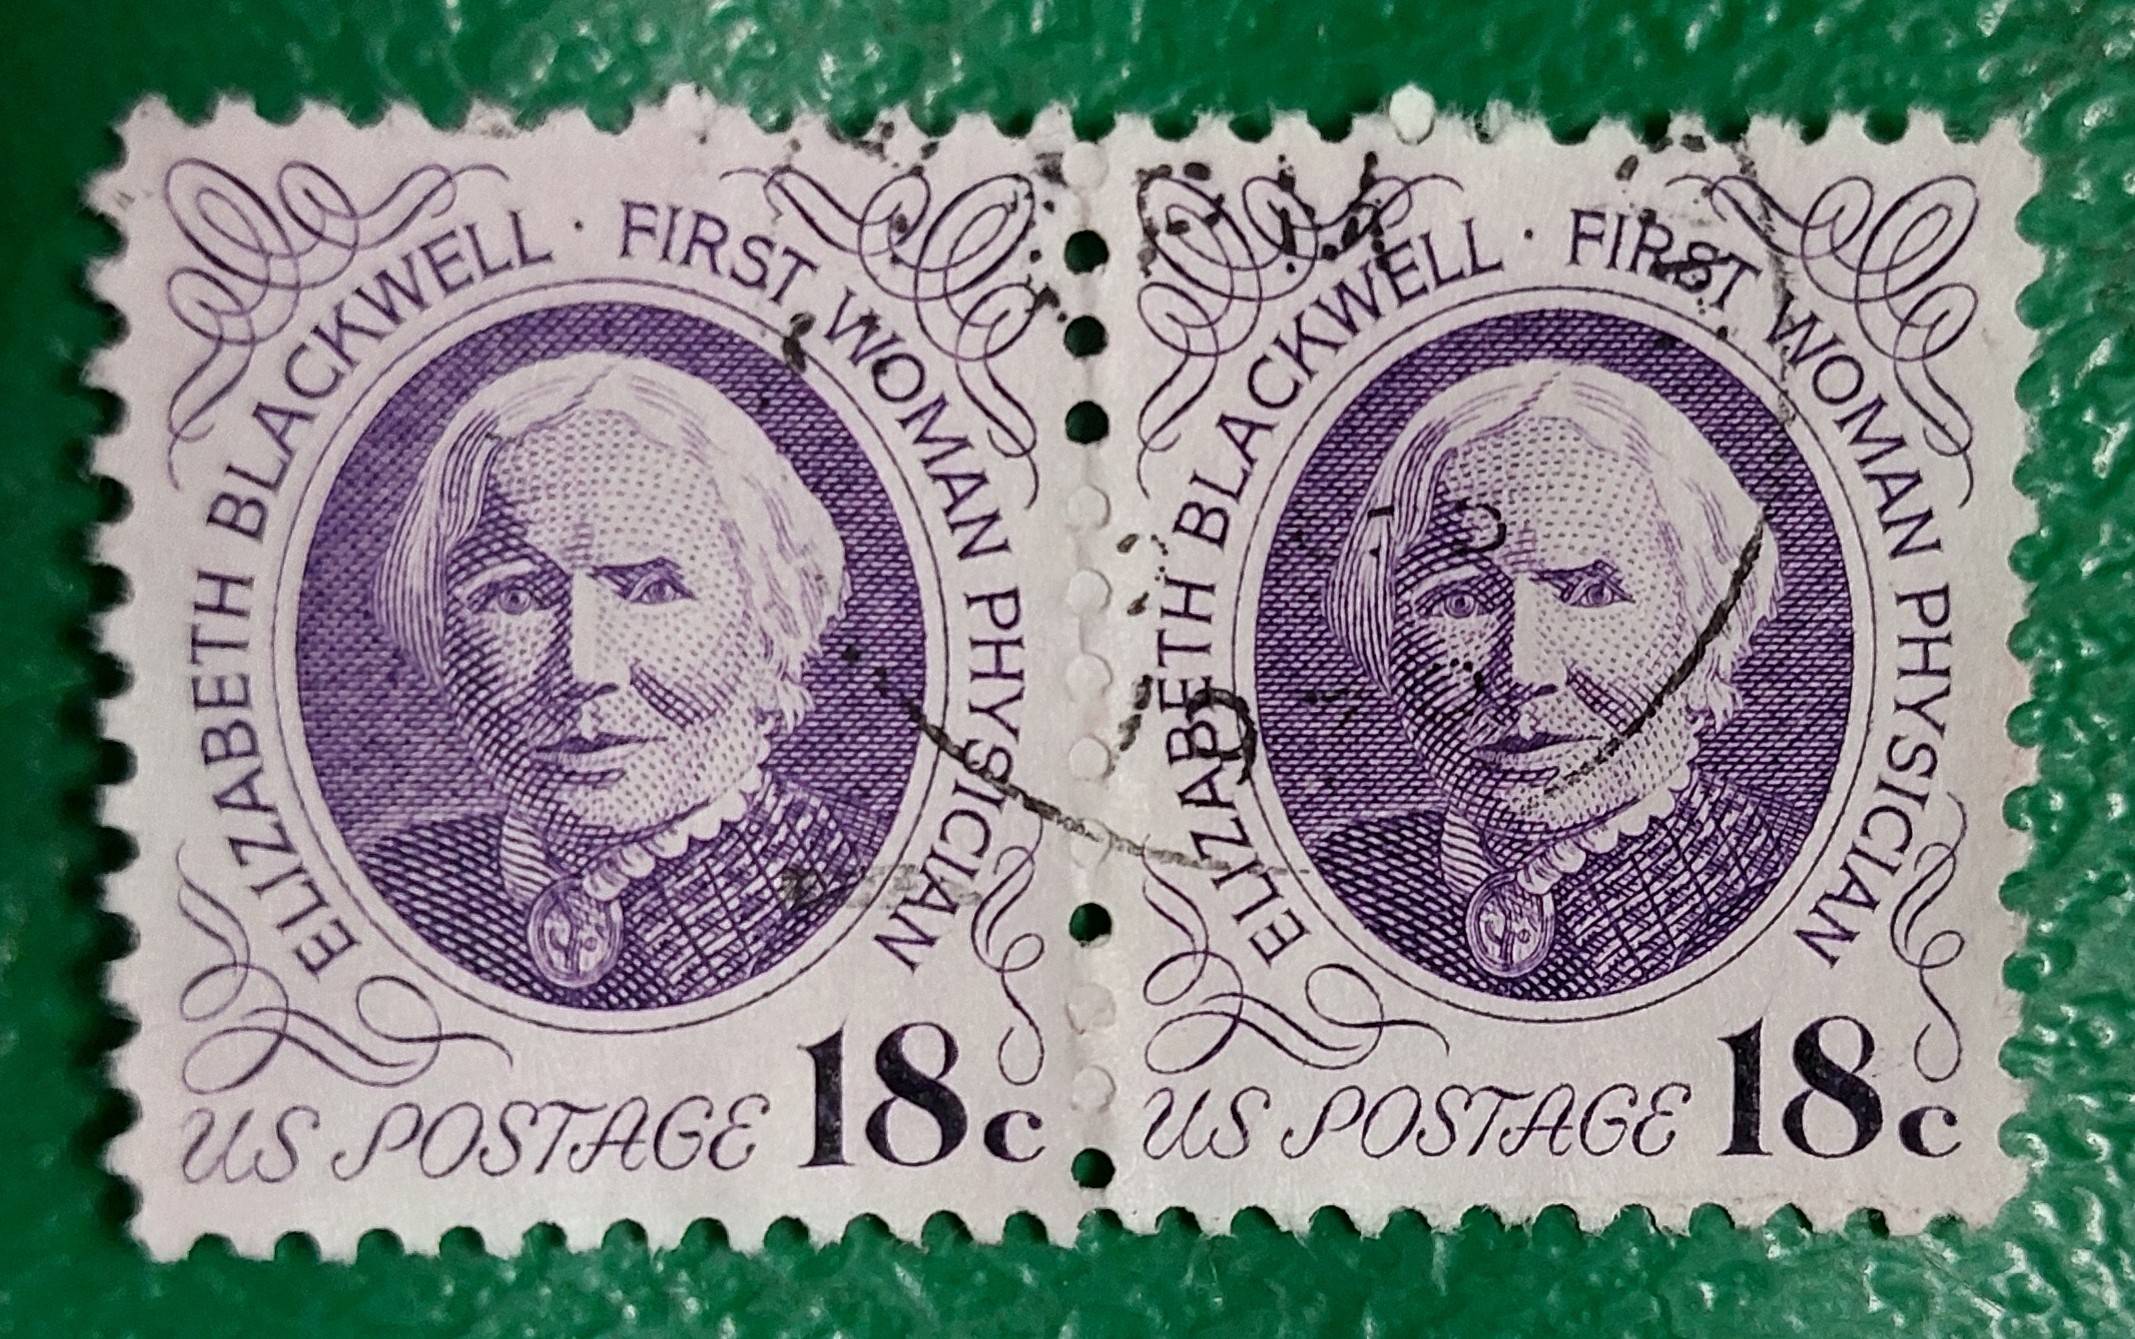 ELIZABETH BLACKWELL · FIRST WOMAN PHYSICIAN
US POSTAGE 18c
ELIZABETH BLACKWELL · FIRST WOMAN PHYSICIAN
US POSTAGE 18c